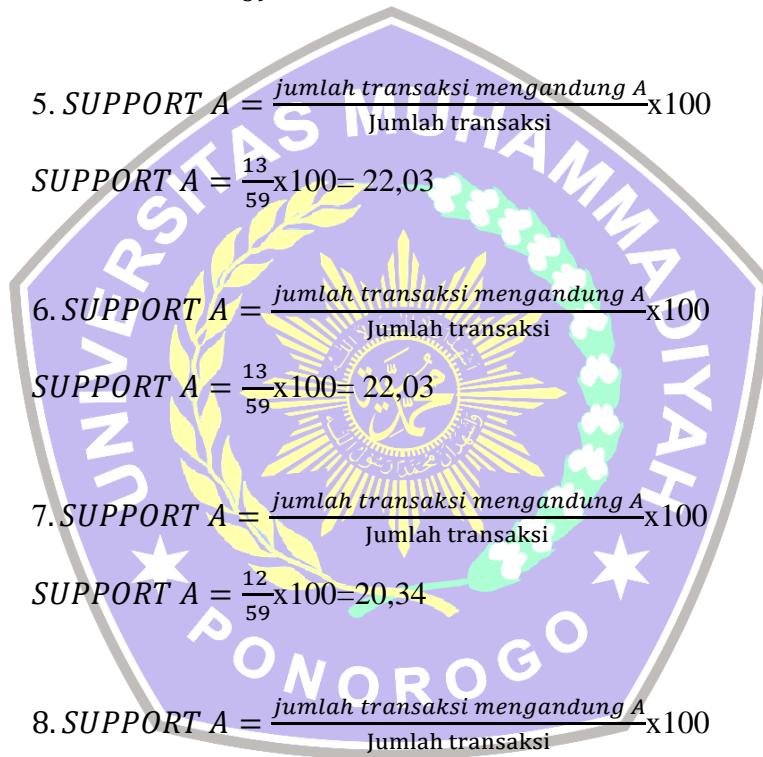 5. SUPPORT A = jumlah transaksi mengandung A / Jumlah transaksi x100
SUPPORT A = 13/59 x100= 22,03
6. SUPPORT A = jumlah transaksi mengandung A / Jumlah transaksi x100
SUPPORT A = 13/59 x100= 22,03
7. SUPPORT A = jumlah transaksi mengandung A / Jumlah transaksi x100
SUPPORT A = 12/59 x100=20,34
8. SUPPORT A = jumlah transaksi mengandung A / Jumlah transaksi x100
UNIVERSITAS MUHAMMADIYAH
PONOROGO